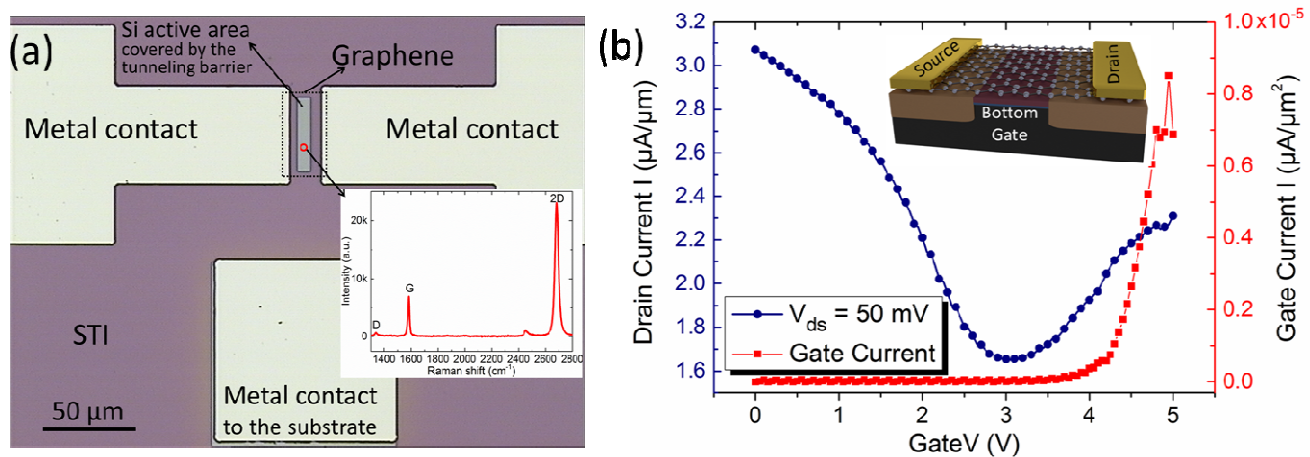 (a)
Si active area
covered by the
tunneling barrier
Graphene
Metal contact
Metal contact
20k
10k
0
Intensity (a.u.)
D
G
2D
1400 1600 1800 2000 2200 2400 2600 2800
Raman shift (cm⁻¹)
STI
50 µm
Metal contact
to the substrate
(b)
Drain Current I (µA/µm)
3.2
3.0
2.8
2.6
2.4
2.2
2.0
1.8
1.6
Source
Drain
Bottom
Gate
V_ds = 50 mV
Gate Current
0 1 2 3 4 5
GateV (V)
1.0x10⁻⁵
0.8
0.6
0.4
0.2
0.0
Gate Current I (µA/µm²)